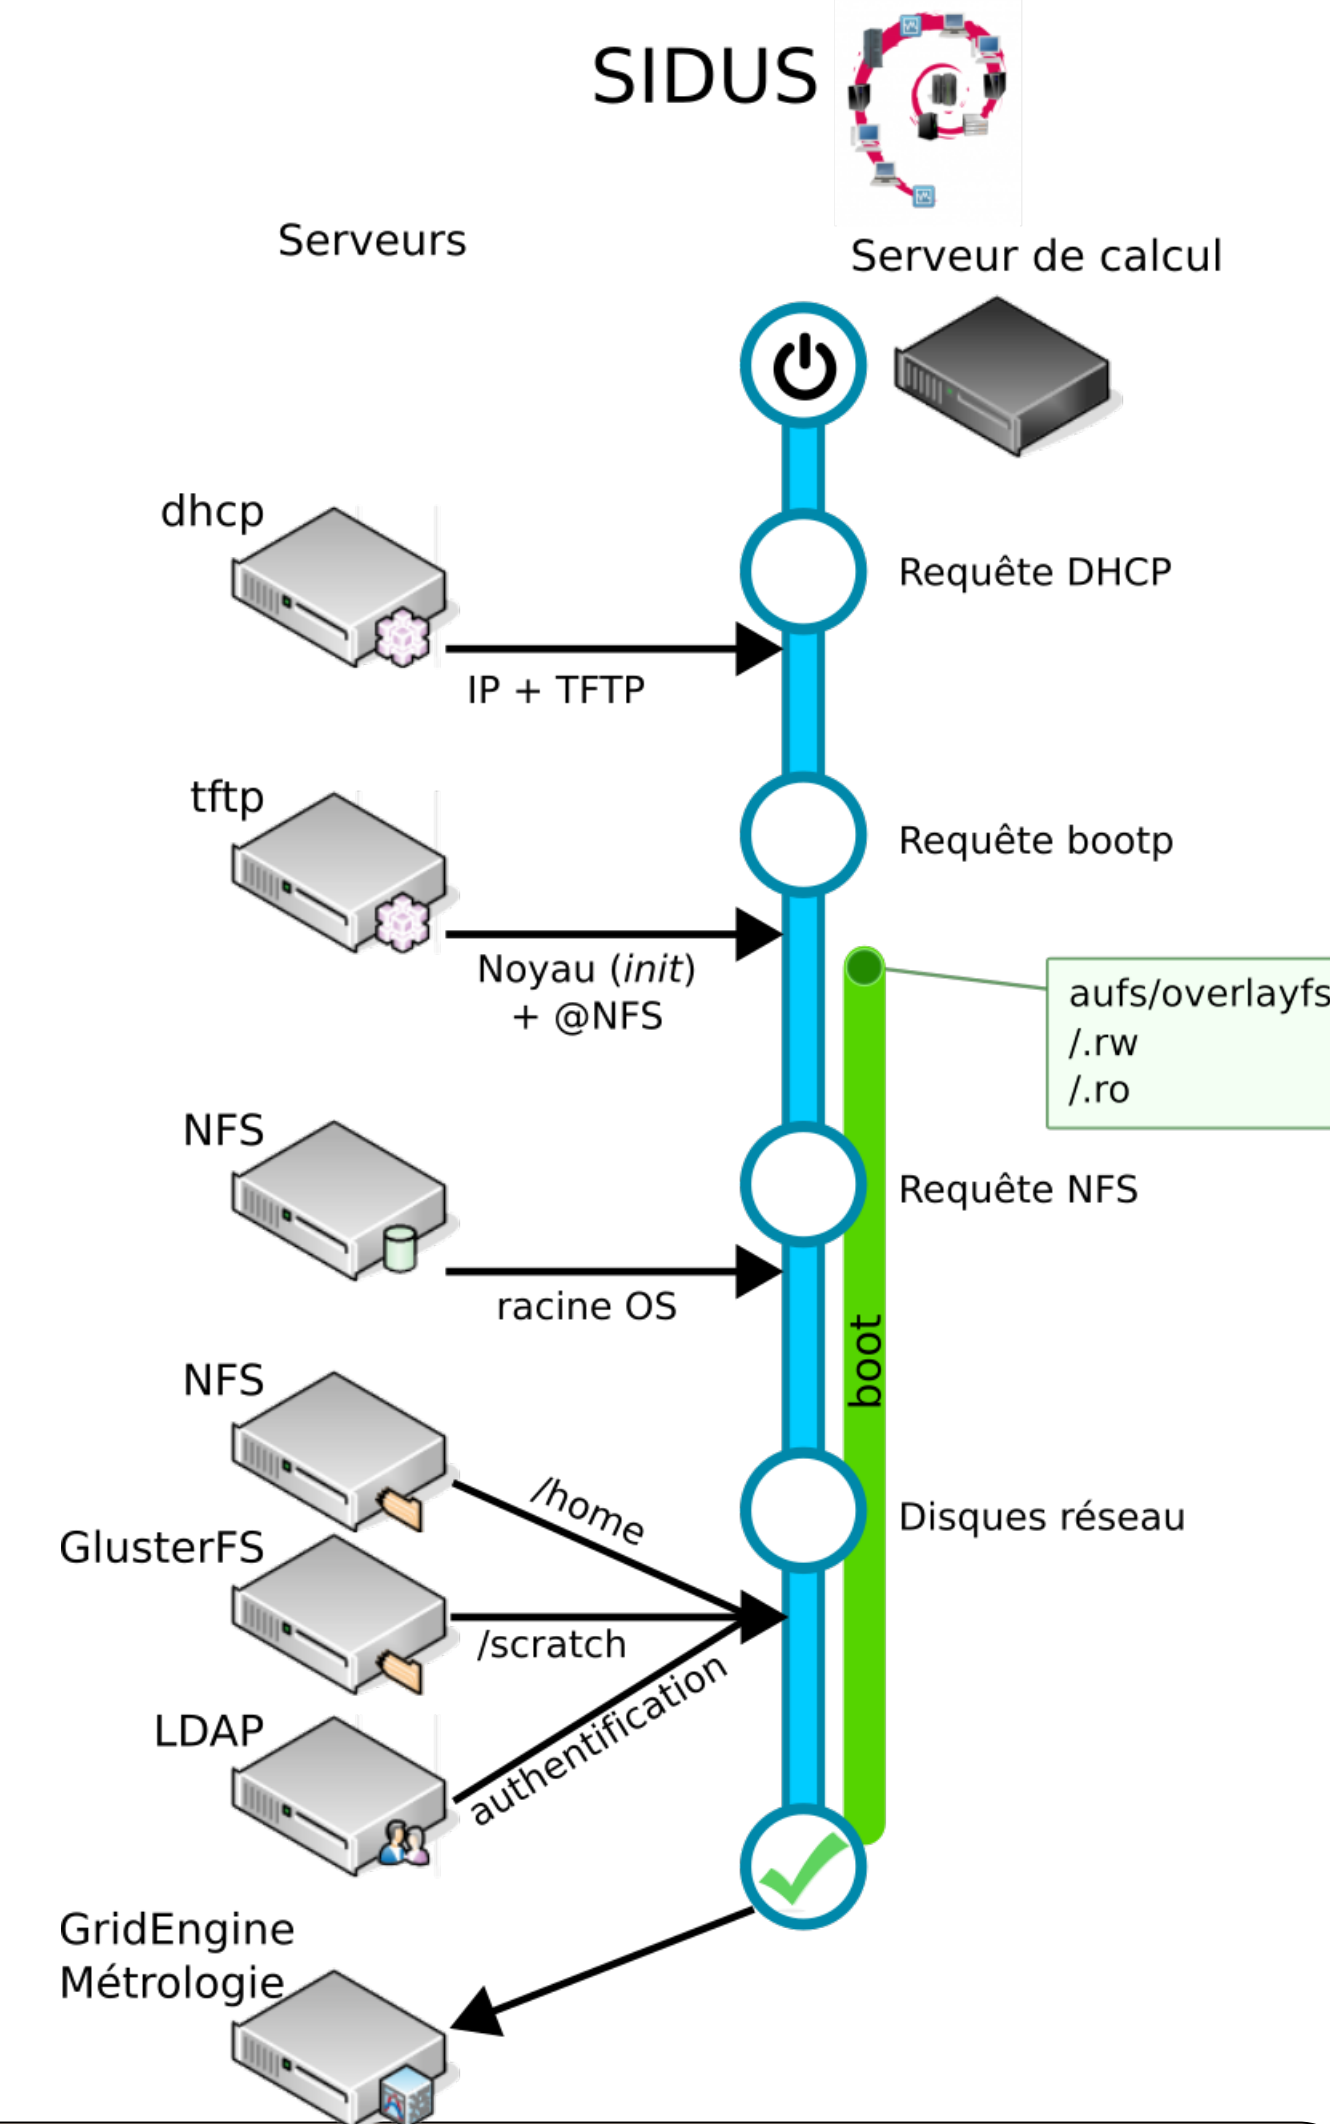 SIDUS
Serveurs
Serveur de calcul
dhcp
Requête DHCP
IP + TFTP
tftp
Requête bootp
Noyau (init)
+ @NFS
aufs/overlayfs
/.rw
/.ro
NFS
Requête NFS
racine OS
boot
NFS
/home
Disques réseau
GlusterFS
/scratch
LDAP
authentification
GridEngine
Métrologie